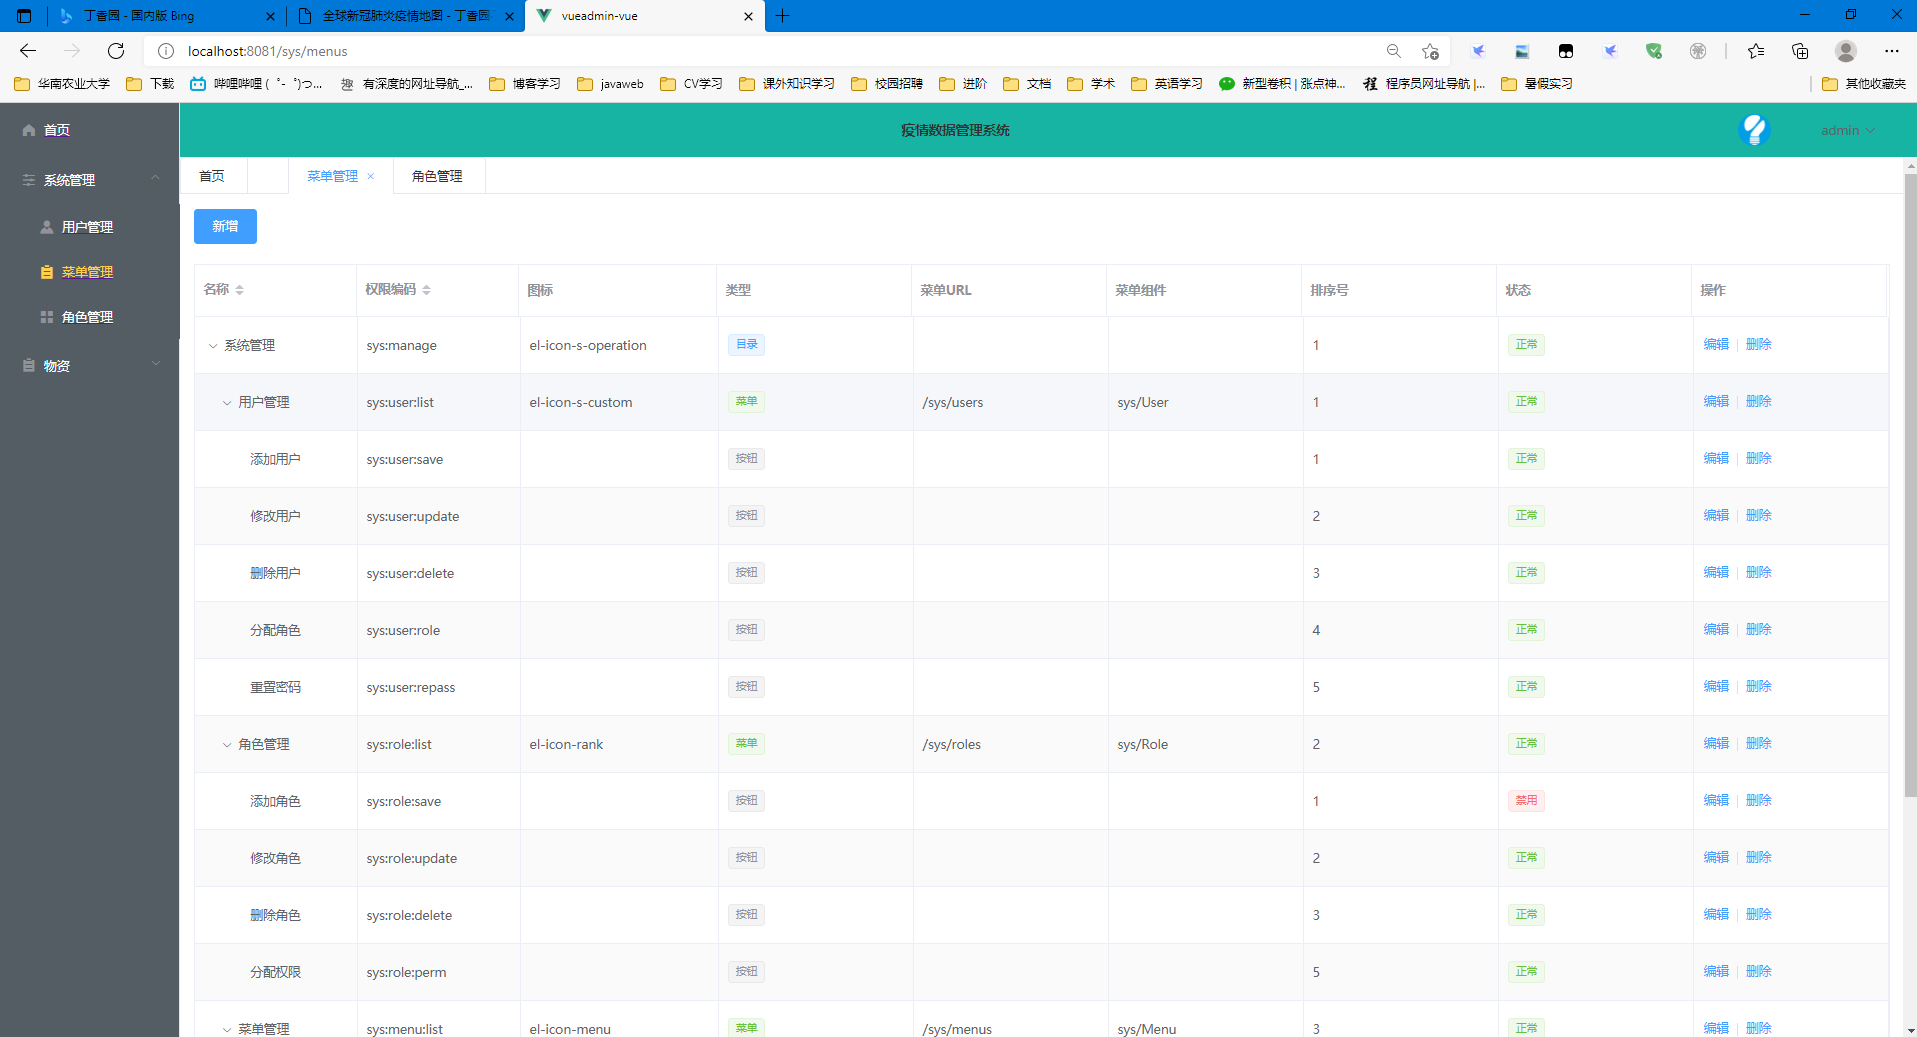 丁香园 - 国内版 Bing
全球新冠肺炎疫情地图 - 丁香园
vueadmin-vue
localhost:8081/sys/menus
华南农业大学 下载 哔哩哔哩 ( ゜- ゜)つ... 有深度的网址导航_... 博客学习 javaweb CV学习 课外知识学习 校园招聘 进阶 文档 学术 英语学习 新型卷积 | 涨点神... 程序员网址导航 |... 暑假实习 其他收藏夹
首页
系统管理
用户管理
菜单管理
角色管理
物资
疫情数据管理系统
admin
首页 菜单管理 角色管理
新增
名称 权限编码 图标 类型 菜单URL 菜单组件 排序号 状态 操作
系统管理 sys:manage el-icon-s-operation 目录 1 正常 编辑 删除
用户管理 sys:user:list el-icon-s-custom 菜单 /sys/users sys/User 1 正常 编辑 删除
添加用户 sys:user:save 按钮 1 正常 编辑 删除
修改用户 sys:user:update 按钮 2 正常 编辑 删除
删除用户 sys:user:delete 按钮 3 正常 编辑 删除
分配角色 sys:user:role 按钮 4 正常 编辑 删除
重置密码 sys:user:repass 按钮 5 正常 编辑 删除
角色管理 sys:role:list el-icon-rank 菜单 /sys/roles sys/Role 2 正常 编辑 删除
添加角色 sys:role:save 按钮 1 禁用 编辑 删除
修改角色 sys:role:update 按钮 2 正常 编辑 删除
删除角色 sys:role:delete 按钮 3 正常 编辑 删除
分配权限 sys:role:perm 按钮 5 正常 编辑 删除
菜单管理 sys:menu:list el-icon-menu 菜单 /sys/menus sys/Menu 3 正常 编辑 删除